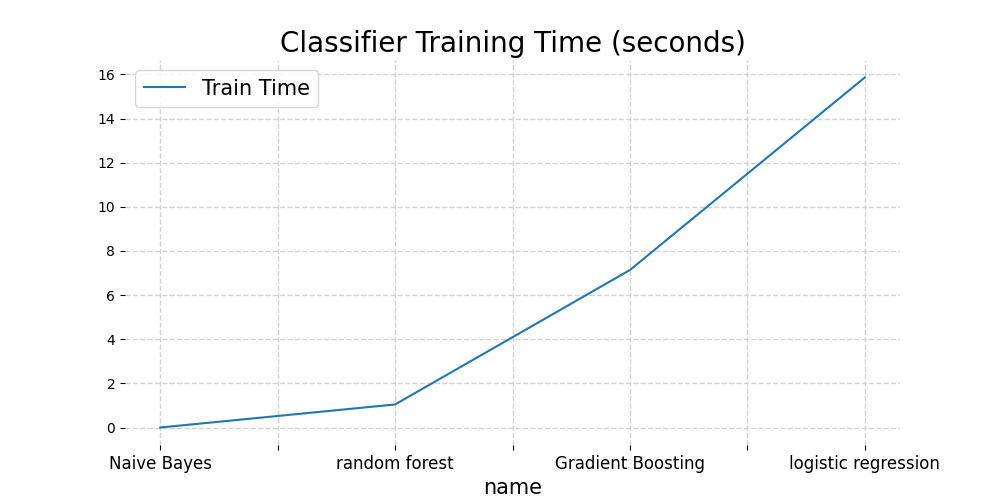 Classifier Training Time (seconds)
Train Time
16
14
12
10
8
6
4
2
0
Naive Bayes random forest Gradient Boosting logistic regression
name